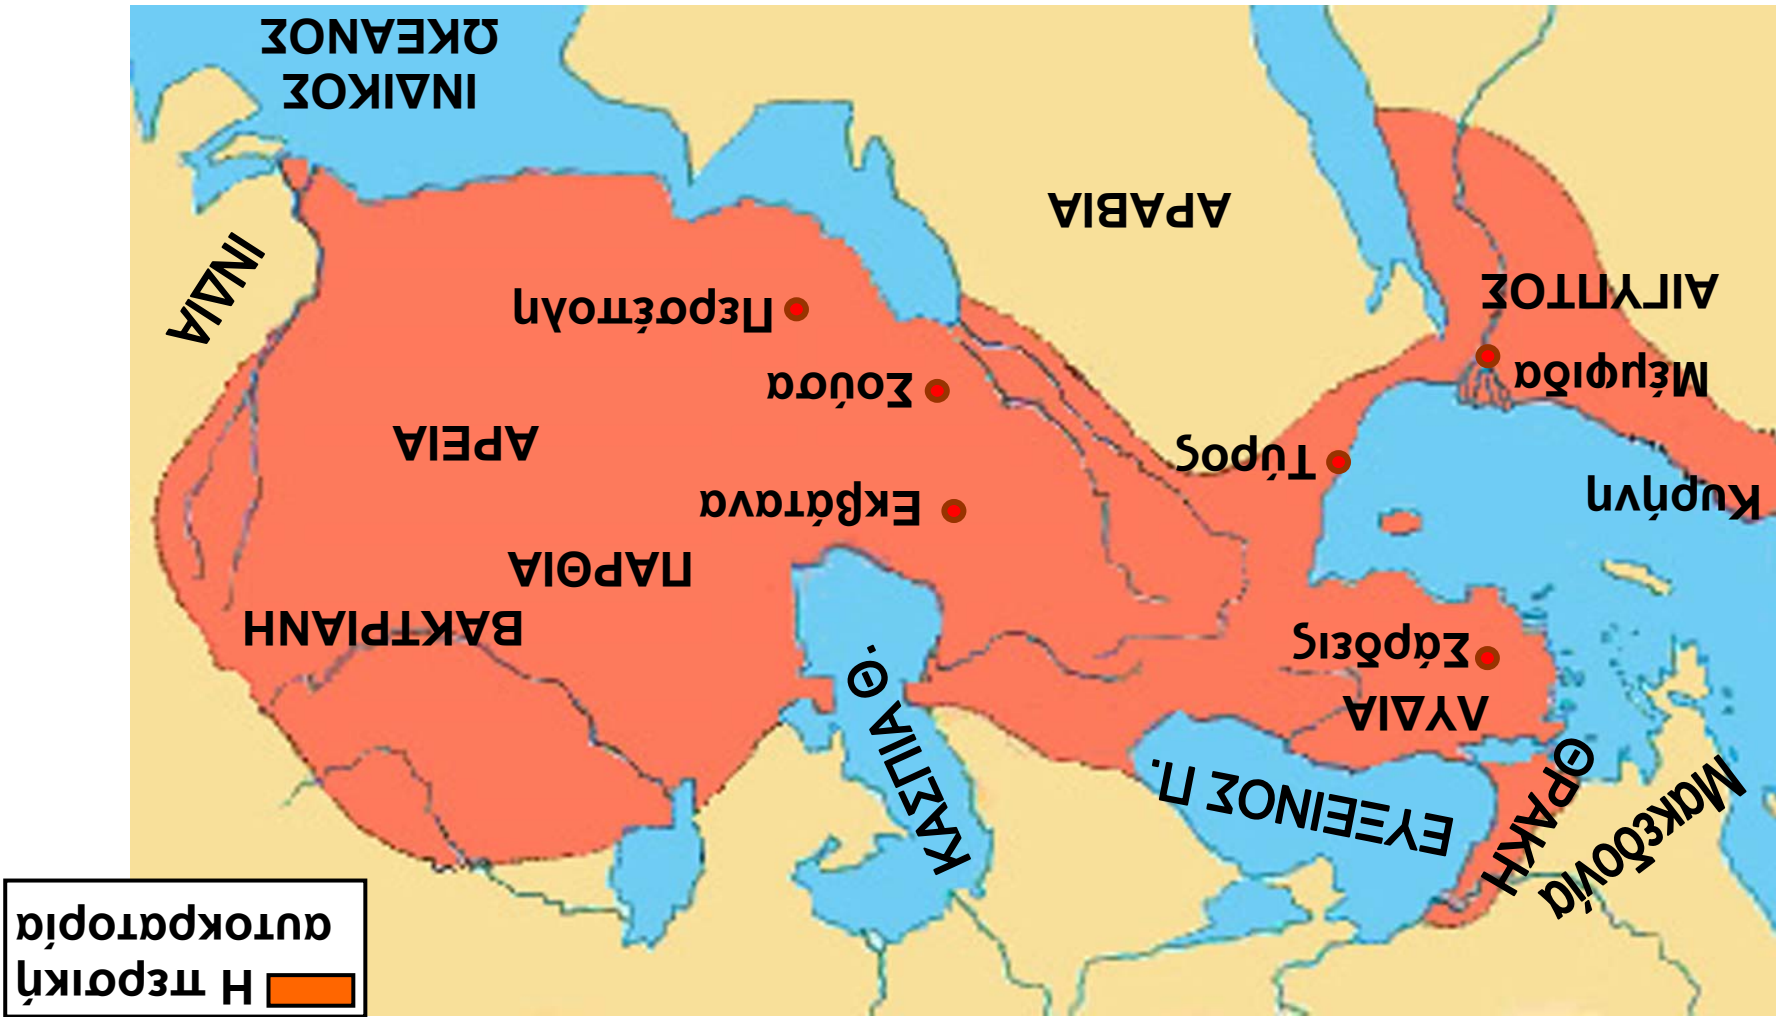 Η περσική
αυτοκρατορία
Μακεδονία
ΘΡΑΚΗ
ΕΥΞΕΙΝΟΣ Π.
ΚΑΣΠΙΑ Θ.
ΛΥΔΙΑ
Σάρδεις
ΒΑΚΤΡΙΑΝΗ
ΠΑΡΘΙΑ
Κυρήνη
Εκβάτανα
Τύρος
ΑΡΕΙΑ
Μέμφιδα
Σούσα
ΑΙΓΥΠΤΟΣ
Περσέπολη
ΙΝΔΙΑ
ΑΡΑΒΙΑ
ΙΝΔΙΚΟΣ
ΩΚΕΑΝΟΣ